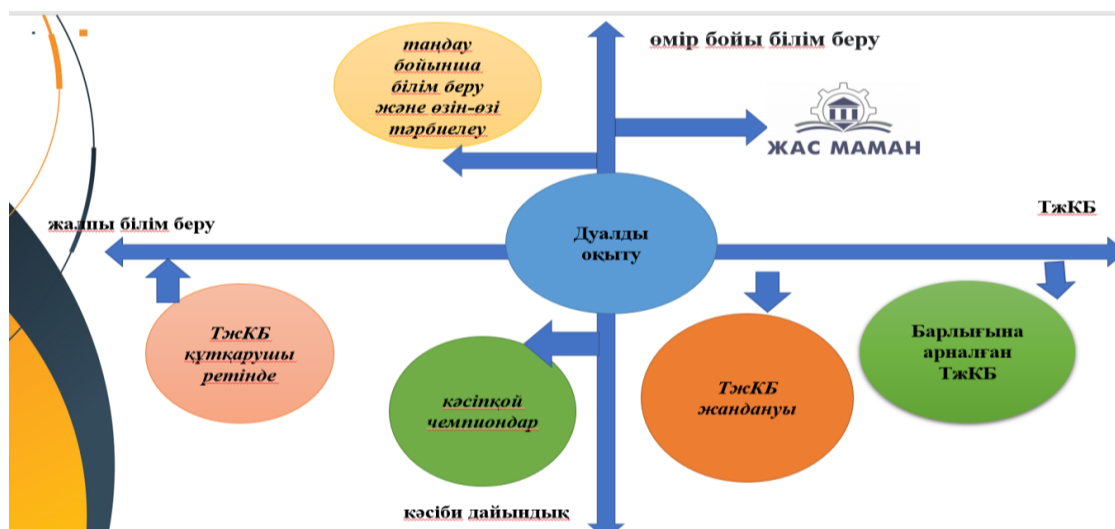 таңдау
бойынша
білім беру
және өзін-өзі
тәрбиелеу
өмір бойы білім беру
ЖАС МАМАН
жалпы білім беру
Дуалды
оқыту
ТжКБ
ТжКБ
құтқарушы
ретінде
кәсіпқой
чемпиондар
ТжКБ
жандануы
Барлығына
арналған
ТжКБ
кәсіби дайындық